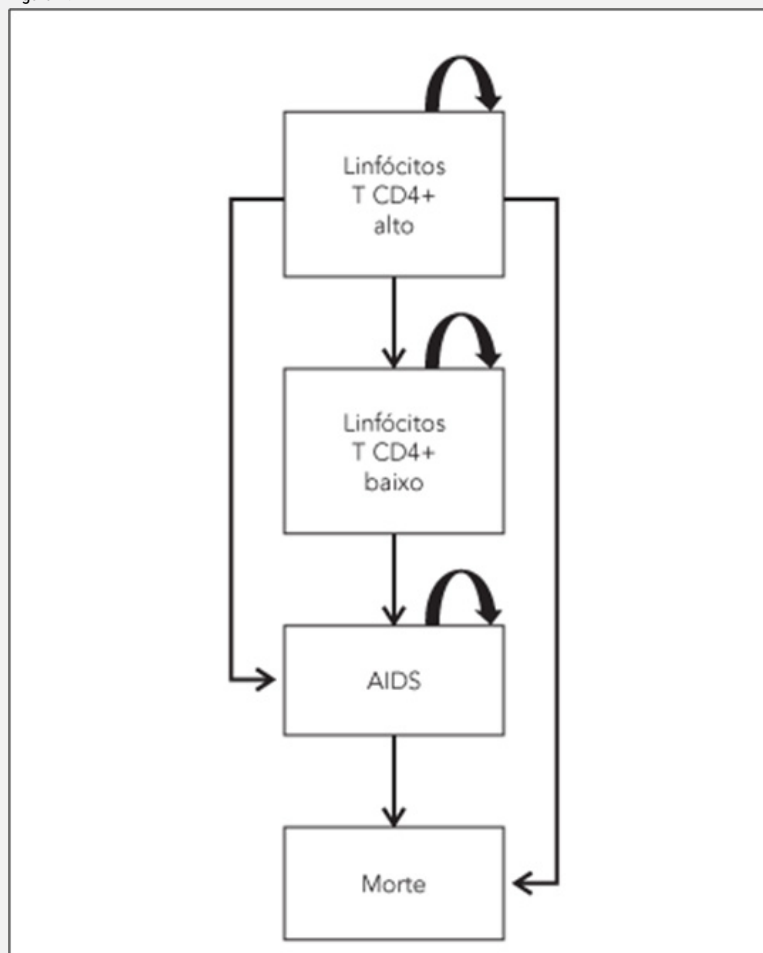 Linfócitos
T CD4+
alto
Linfócitos
T CD4+
baixo
AIDS
Morte